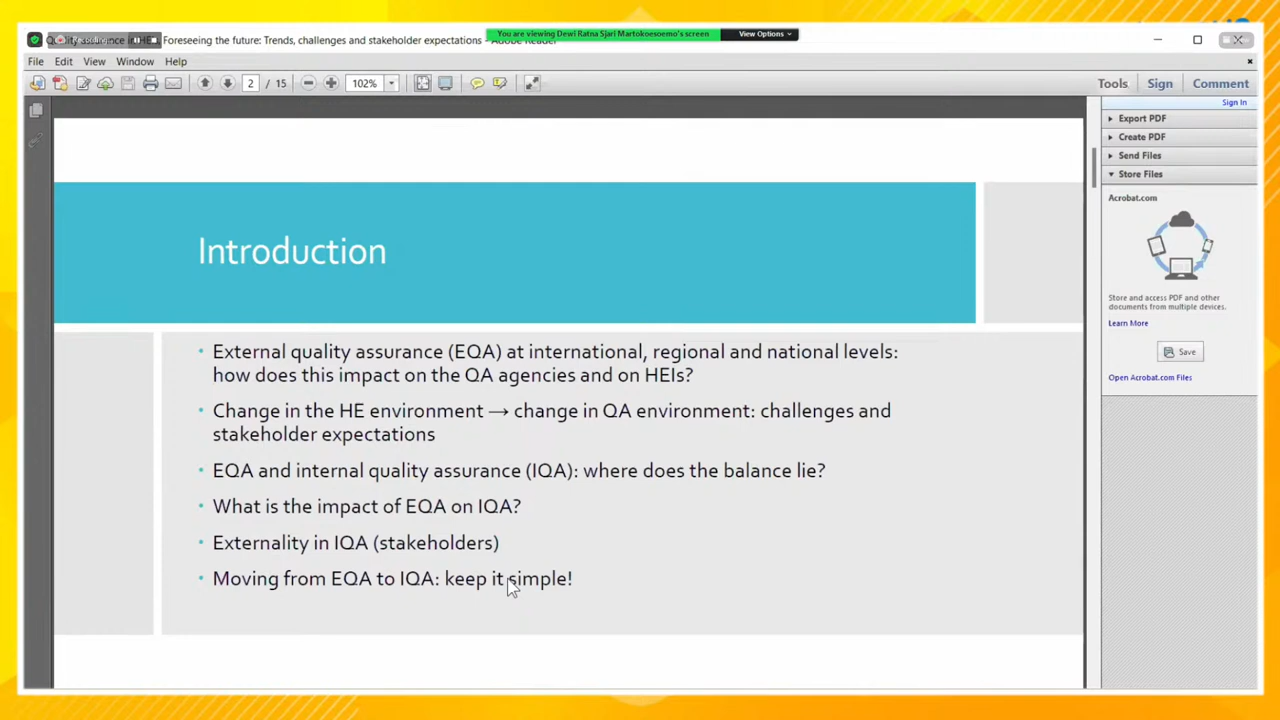 Quality assurance in HE
Foreseeing the future: Trends, challenges and stakeholder expectations - Adobe Reader
You are viewing Dewi Ratna Sjari Martokoesoemo's screen
View Options
File Edit View Window Help
2 / 15
102%
Tools Sign Comment
Sign In
Export PDF
Create PDF
Send Files
Store Files
Acrobat.com
Store and access PDF and other
documents from multiple devices.
Learn More
Save
Open Acrobat.com Files
Introduction
• External quality assurance (EQA) at international, regional and national levels:
how does this impact on the QA agencies and on HEIs?
• Change in the HE environment → change in QA environment: challenges and
stakeholder expectations
• EQA and internal quality assurance (IQA): where does the balance lie?
• What is the impact of EQA on IQA?
• Externality in IQA (stakeholders)
• Moving from EQA to IQA: keep it simple!